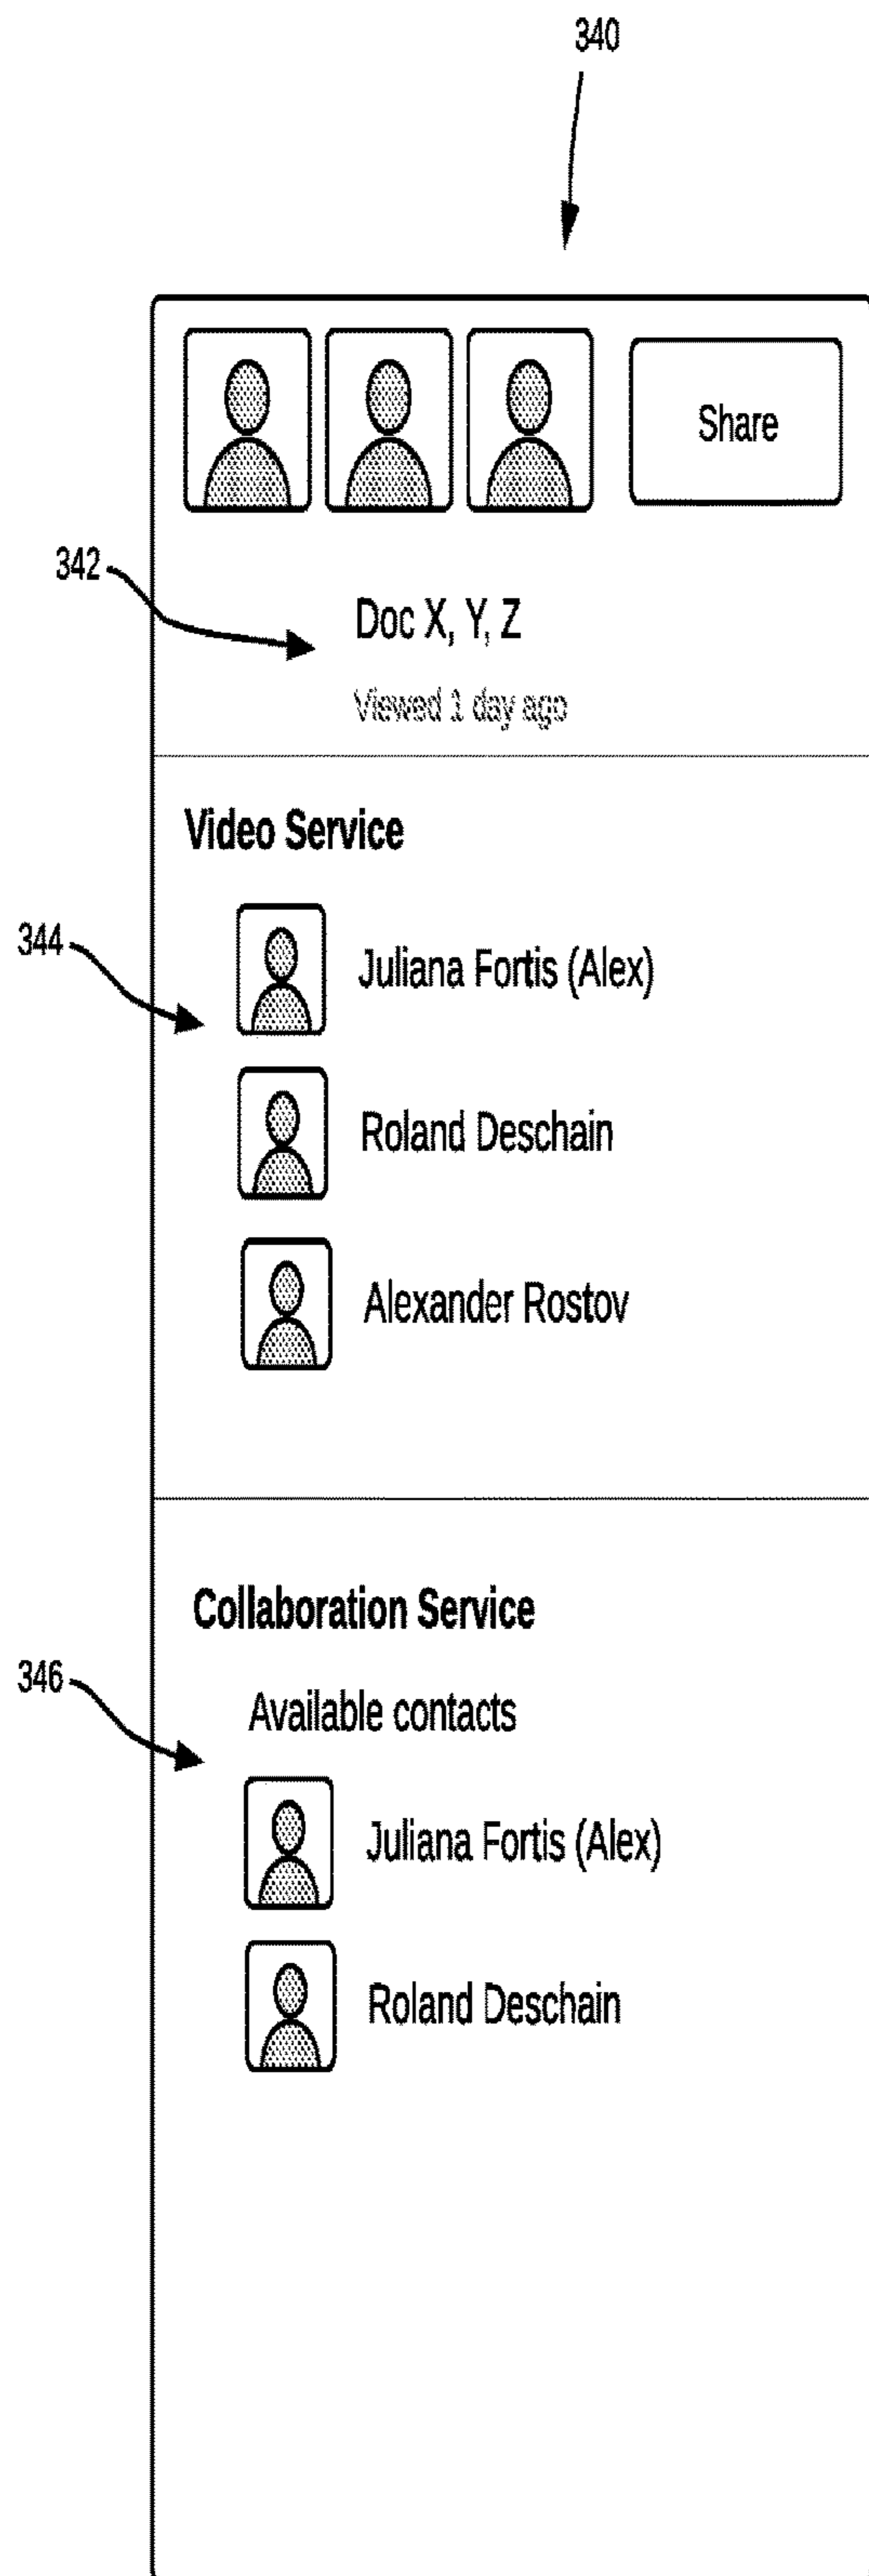 340
Share
342
Doc X, Y, Z
Viewed 1 day ago
Video Service
344
Juliana Fortis (Alex)
Roland Deschain
Alexander Rostov
Collaboration Service
346
Available contacts
Juliana Fortis (Alex)
Roland Deschain